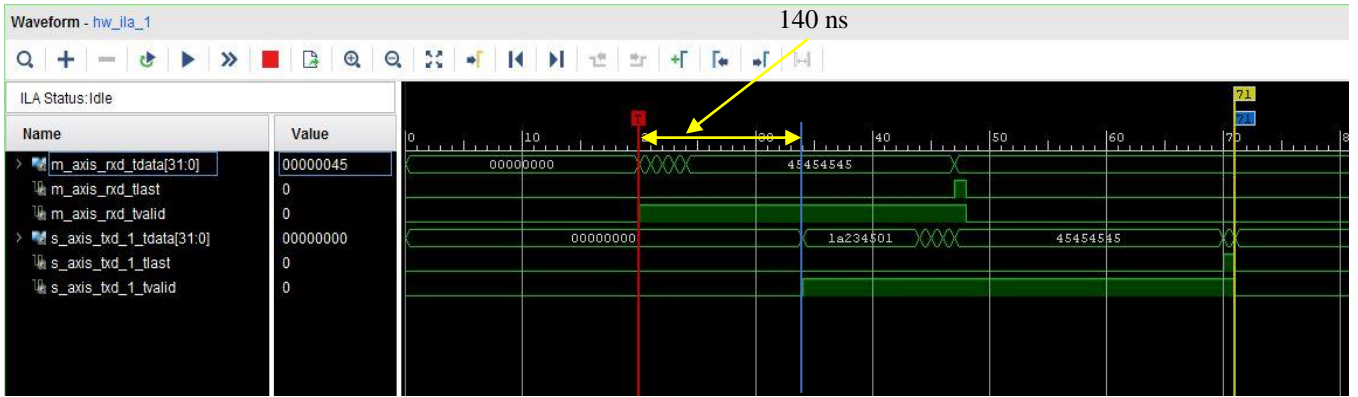 140 ns
Waveform - hw_ila_1
ILA Status:Idle
Name Value
m_axis_rxd_tdata[31:0] 00000045
m_axis_rxd_tlast 0
m_axis_rxd_tvalid 0
s_axis_txd_1_tdata[31:0] 00000000
s_axis_txd_1_tlast 0
s_axis_txd_1_tvalid 0
71
T 71
0 10 30 40 50 60 70 8
00000000 45454545
00000000 1a234501 45454545